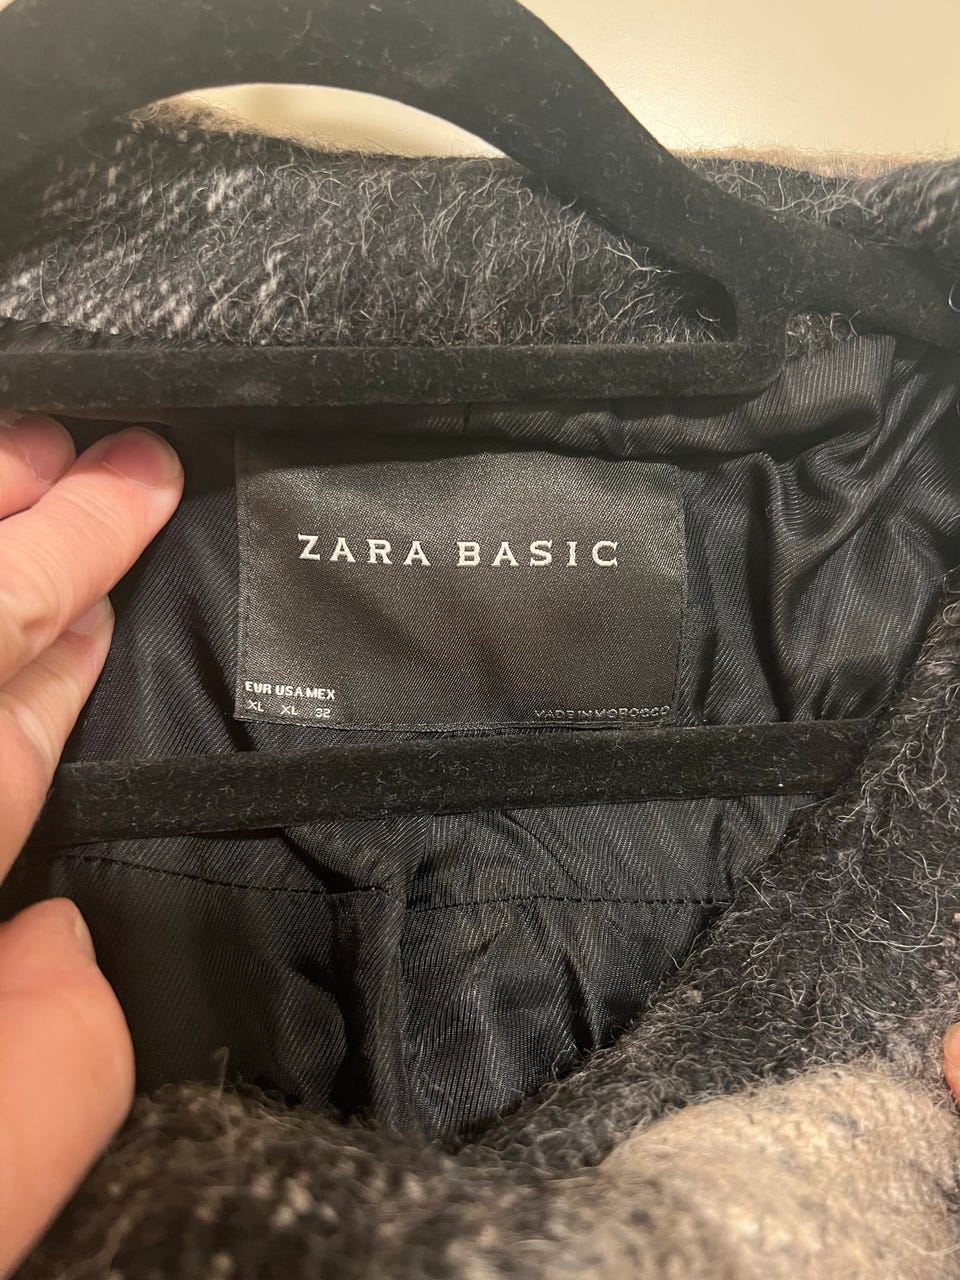 ZARA BASIC
EUR USA MEX
XL XL 32
MADE IN MOROCCO